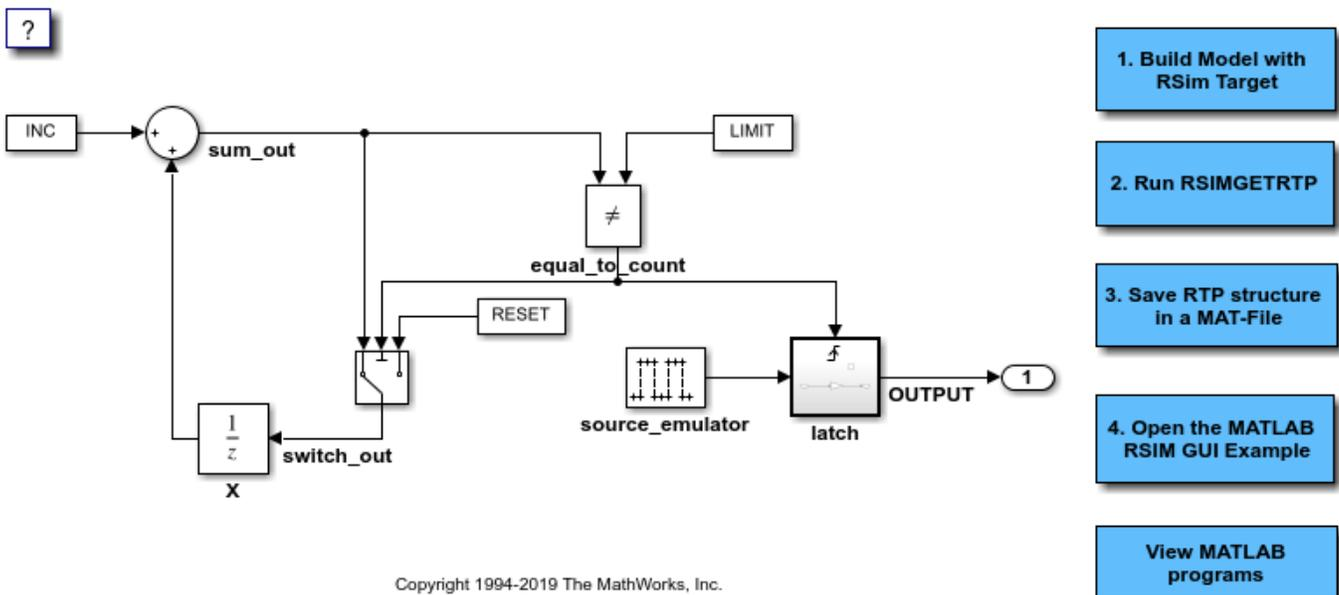 ?
INC
+
+
sum_out
LIMIT
≠
equal_to_count
RESET
source_emulator
latch
OUTPUT
1
1
z
switch_out
X
1. Build Model with
RSim Target
2. Run RSIMGETRTP
3. Save RTP structure
in a MAT-File
4. Open the MATLAB
RSIM GUI Example
View MATLAB
programs
Copyright 1994-2019 The MathWorks, Inc.